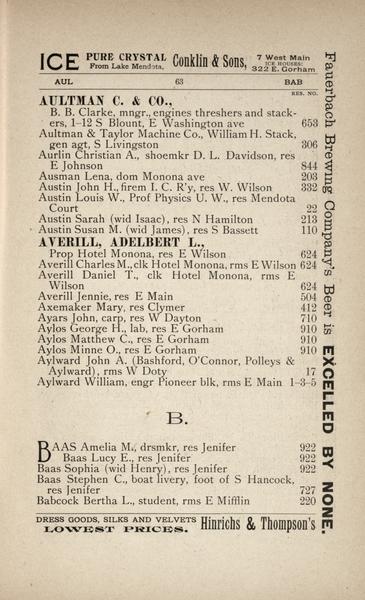 ICE PURE CRYSTAL From Lake Mendota, Conklin & Sons, 7 West Main ICE HOUSES: 322 E. Gorham
AUL 63 BAB
RES. NO.
AULTMAN C. & CO.,
B. B. Clarke, mngr., engines threshers and stack-
ers, 1-12 S Blount, E Washington ave 653
Aultman & Taylor Machine Co., William H. Stack,
gen agt, S Livingston 306
Aurlin Christian A., shoemkr D. L. Davidson, res
E Johnson 844
Ausman Lena, dom Monona ave 203
Austin John H., firem I. C. R'y, res W. Wilson 332
Austin Louis W., Prof Physics U. W., res Mendota
Court 22
Austin Sarah (wid Isaac), res N Hamilton 213
Austin Susan M. (wid James), res S Bassett 110
AVERILL, ADELBERT L.,
Prop Hotel Monona, res E Wilson 624
Averill Charles M., clk Hotel Monona, rms E Wilson 624
Averill Daniel T., clk Hotel Monona, rms E
Wilson 624
Averill Jennie, res E Main 504
Axemaker Mary, res Clymer 412
Ayars John, carp, res W Dayton 710
Aylos George H., lab, res E Gorham 910
Aylos Matthew C., res E Gorham 910
Aylos Minne O., res E Gorham 910
Aylward John A. (Bashford, O'Connor, Polleys &
Aylward), rms W Doty 17
Aylward William, engr Pioneer blk, rms E Main 1-3-5
B.
BAAS Amelia M., drsmkr, res Jenifer 922
Baas Lucy E., res Jenifer 922
Baas Sophia (wid Henry), res Jenifer 922
Baas Stephen C., boat livery, foot of S Hancock,
res Jenifer 727
Babcock Bertha L., student, rms E Mifflin 220
DRESS GOODS, SILKS AND VELVETS LOWEST PRICES. Hinrichs & Thompson's
Fauerbach Brewing Company's Beer is EXCELLED BY NONE.